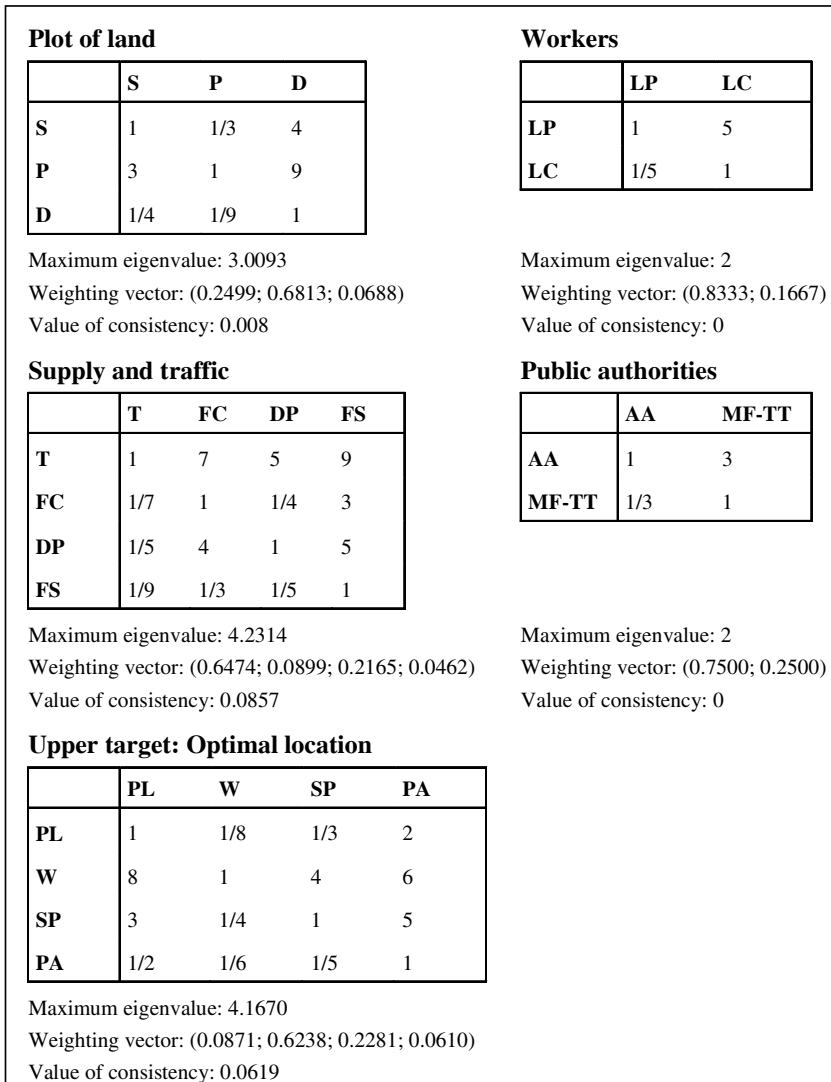 Plot of land
S P D
S 1 1/3 4
P 3 1 9
D 1/4 1/9 1
Maximum eigenvalue: 3.0093
Weighting vector: (0.2499; 0.6813; 0.0688)
Value of consistency: 0.008
Workers
LP LC
LP 1 5
LC 1/5 1
Maximum eigenvalue: 2
Weighting vector: (0.8333; 0.1667)
Value of consistency: 0
Supply and traffic
T FC DP FS
T 1 7 5 9
FC 1/7 1 1/4 3
DP 1/5 4 1 5
FS 1/9 1/3 1/5 1
Maximum eigenvalue: 4.2314
Weighting vector: (0.6474; 0.0899; 0.2165; 0.0462)
Value of consistency: 0.0857
Public authorities
AA MF-TT
AA 1 3
MF-TT 1/3 1
Maximum eigenvalue: 2
Weighting vector: (0.7500; 0.2500)
Value of consistency: 0
Upper target: Optimal location
PL W SP PA
PL 1 1/8 1/3 2
W 8 1 4 6
SP 3 1/4 1 5
PA 1/2 1/6 1/5 1
Maximum eigenvalue: 4.1670
Weighting vector: (0.0871; 0.6238; 0.2281; 0.0610)
Value of consistency: 0.0619